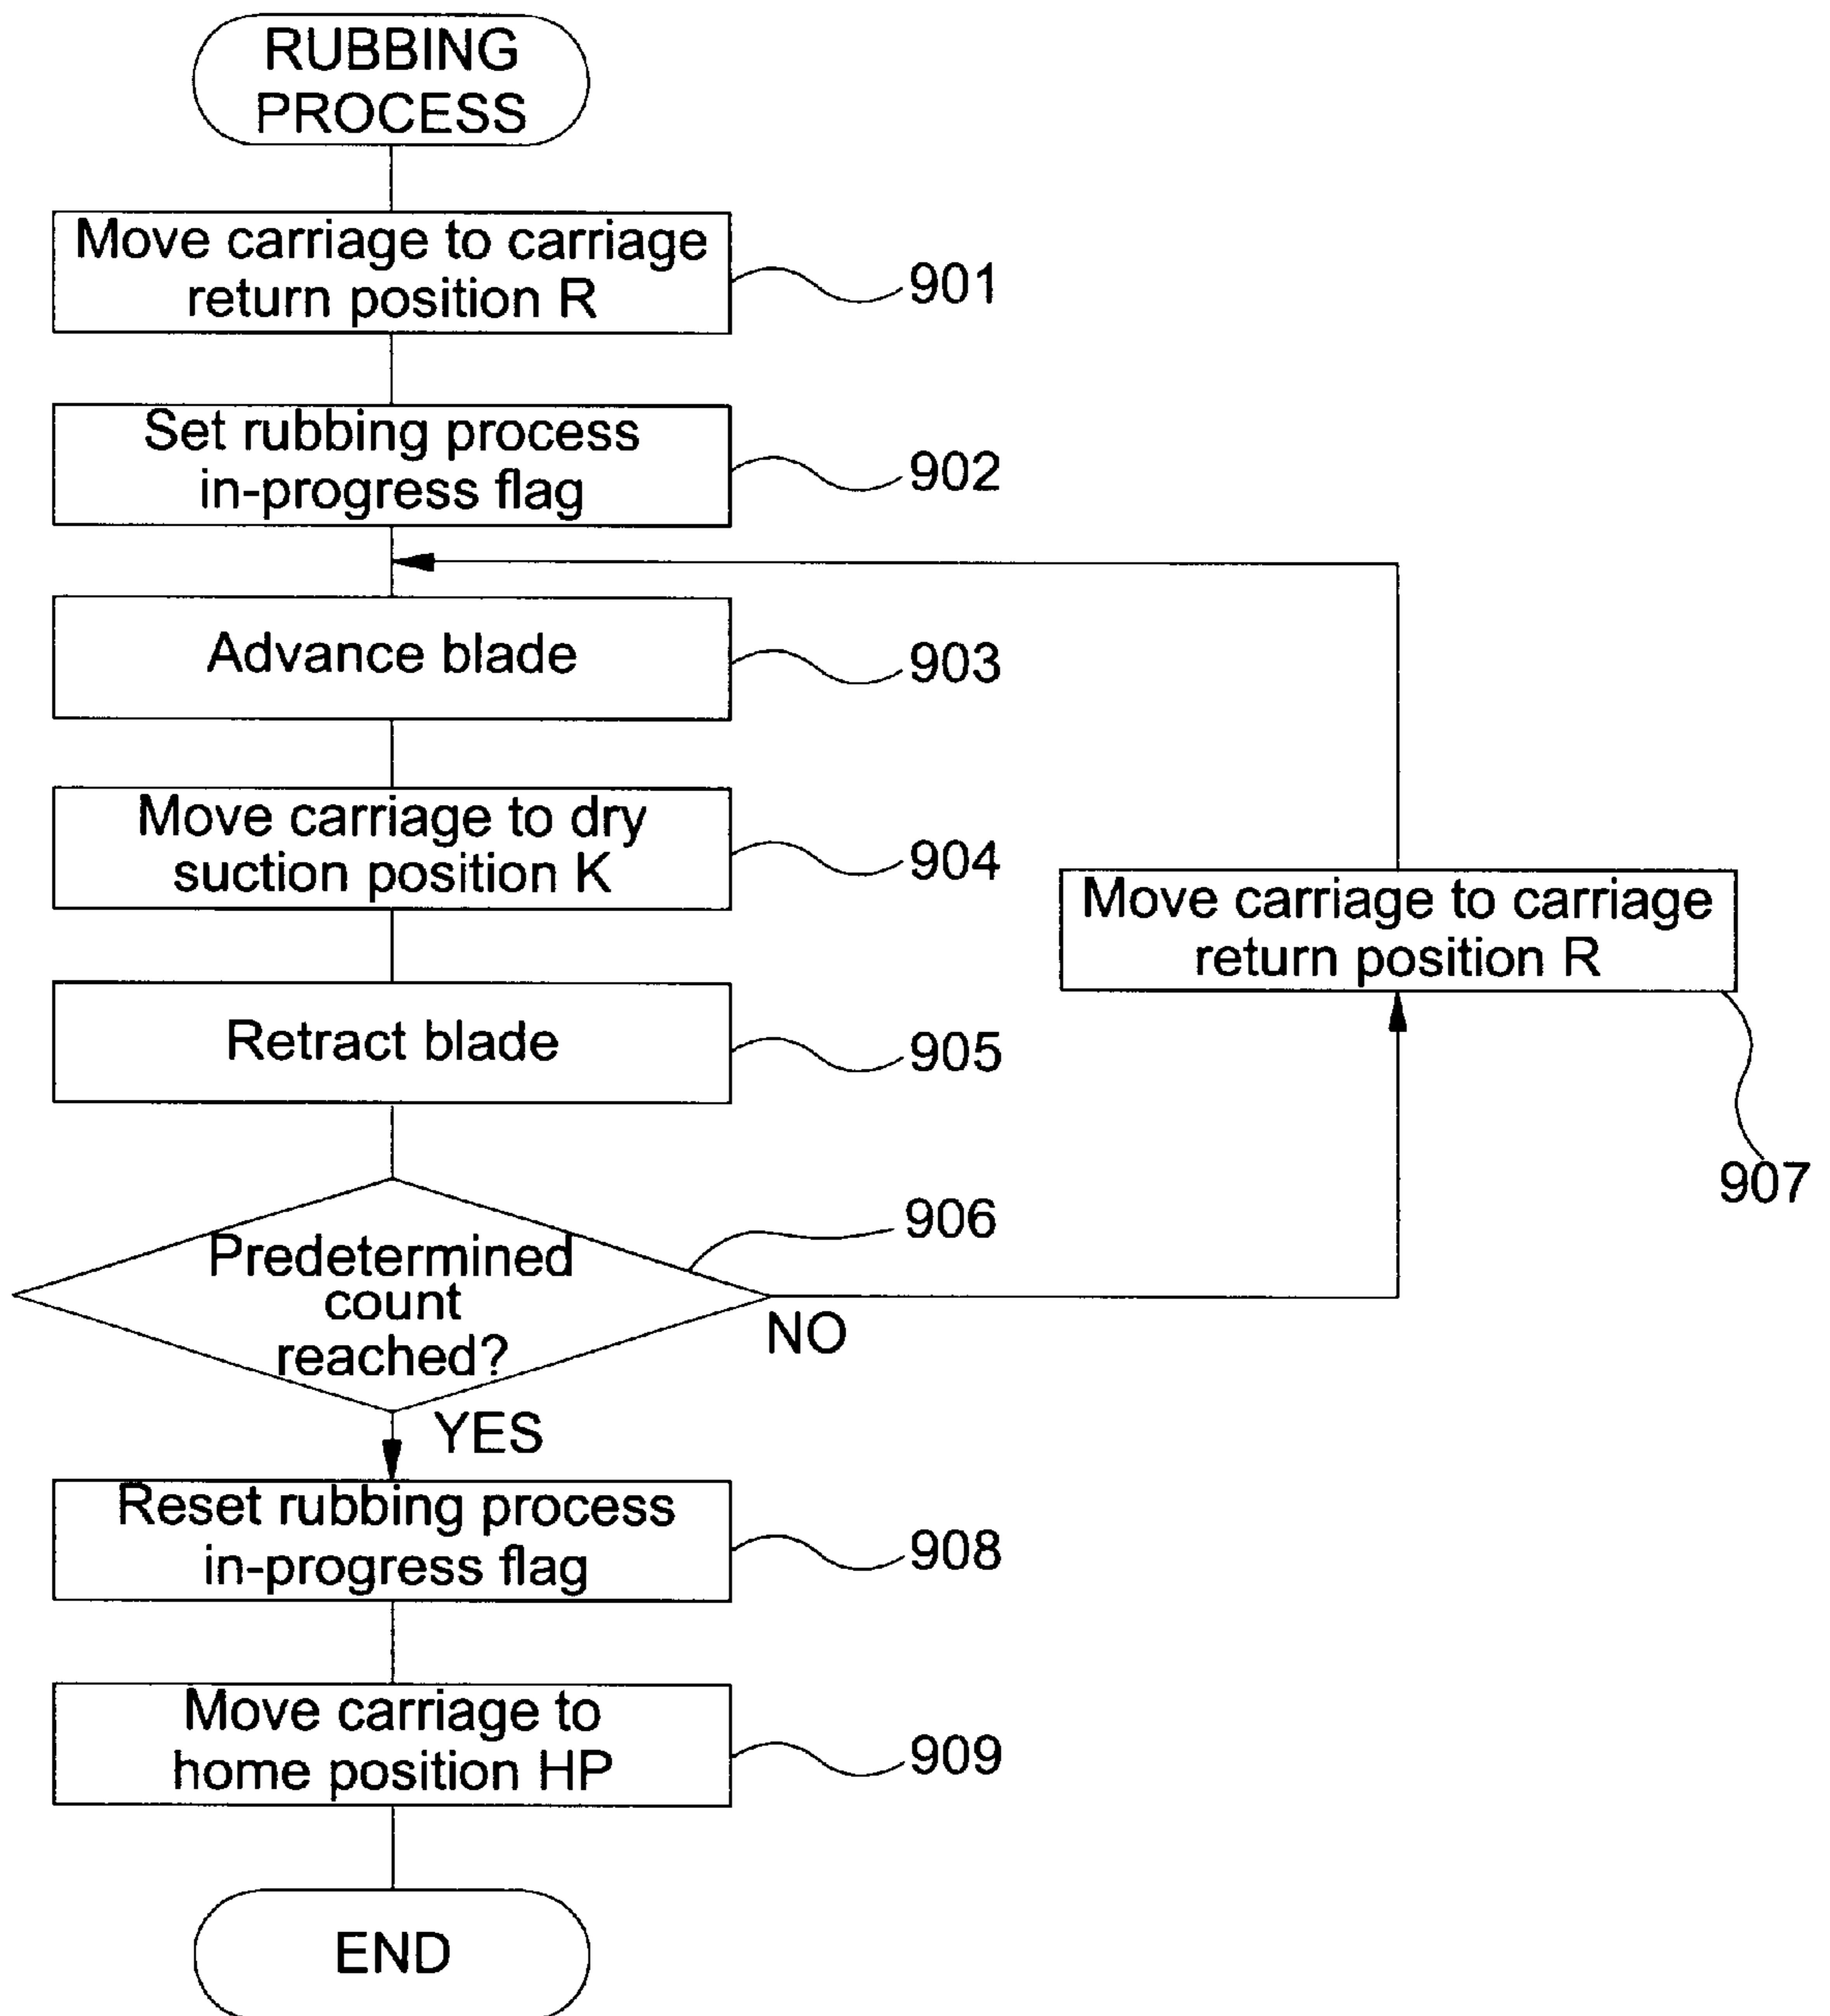 RUBBING
PROCESS
Move carriage to carriage
return position R
901
Set rubbing process
in-progress flag
902
Advance blade
903
Move carriage to dry
suction position K
904
Move carriage to carriage
return position R
907
Retract blade
905
Predetermined
count
reached?
906
NO
YES
Reset rubbing process
in-progress flag
908
Move carriage to
home position HP
909
END